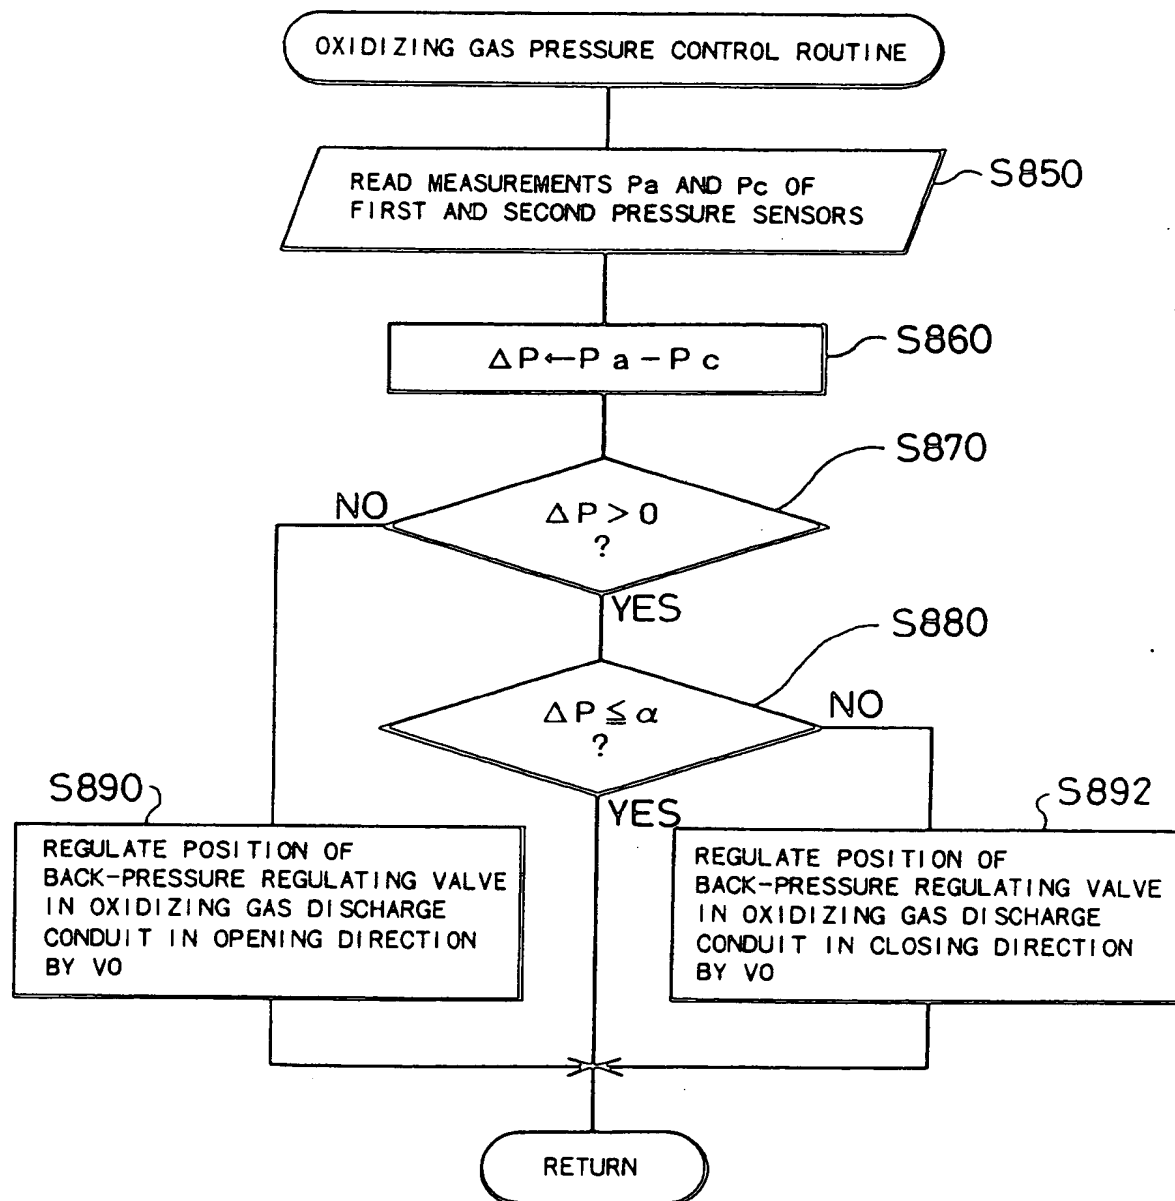 OXIDIZING GAS PRESSURE CONTROL ROUTINE
READ MEASUREMENTS Pa AND Pc OF
FIRST AND SECOND PRESSURE SENSORS
S850
ΔP←Pa-Pc
S860
S870
ΔP>0
?
NO
YES
S880
ΔP≦α
?
NO
YES
S890
REGULATE POSITION OF
BACK-PRESSURE REGULATING VALVE
IN OXIDIZING GAS DISCHARGE
CONDUIT IN OPENING DIRECTION
BY V0
S892
REGULATE POSITION OF
BACK-PRESSURE REGULATING VALVE
IN OXIDIZING GAS DISCHARGE
CONDUIT IN CLOSING DIRECTION
BY V0
RETURN